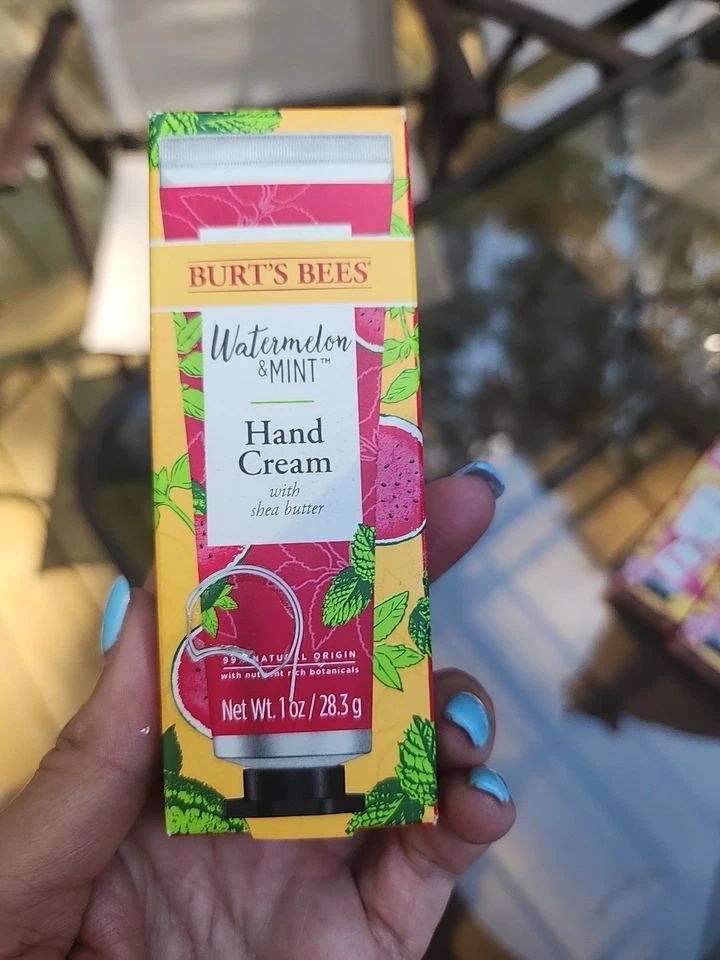 BURT'S BEES®
Watermelon
& MINT™
Hand
Cream
with
shea butter
99% NATURAL ORIGIN
with nutrient rich botanicals
Net Wt. 1 oz / 28.3 g